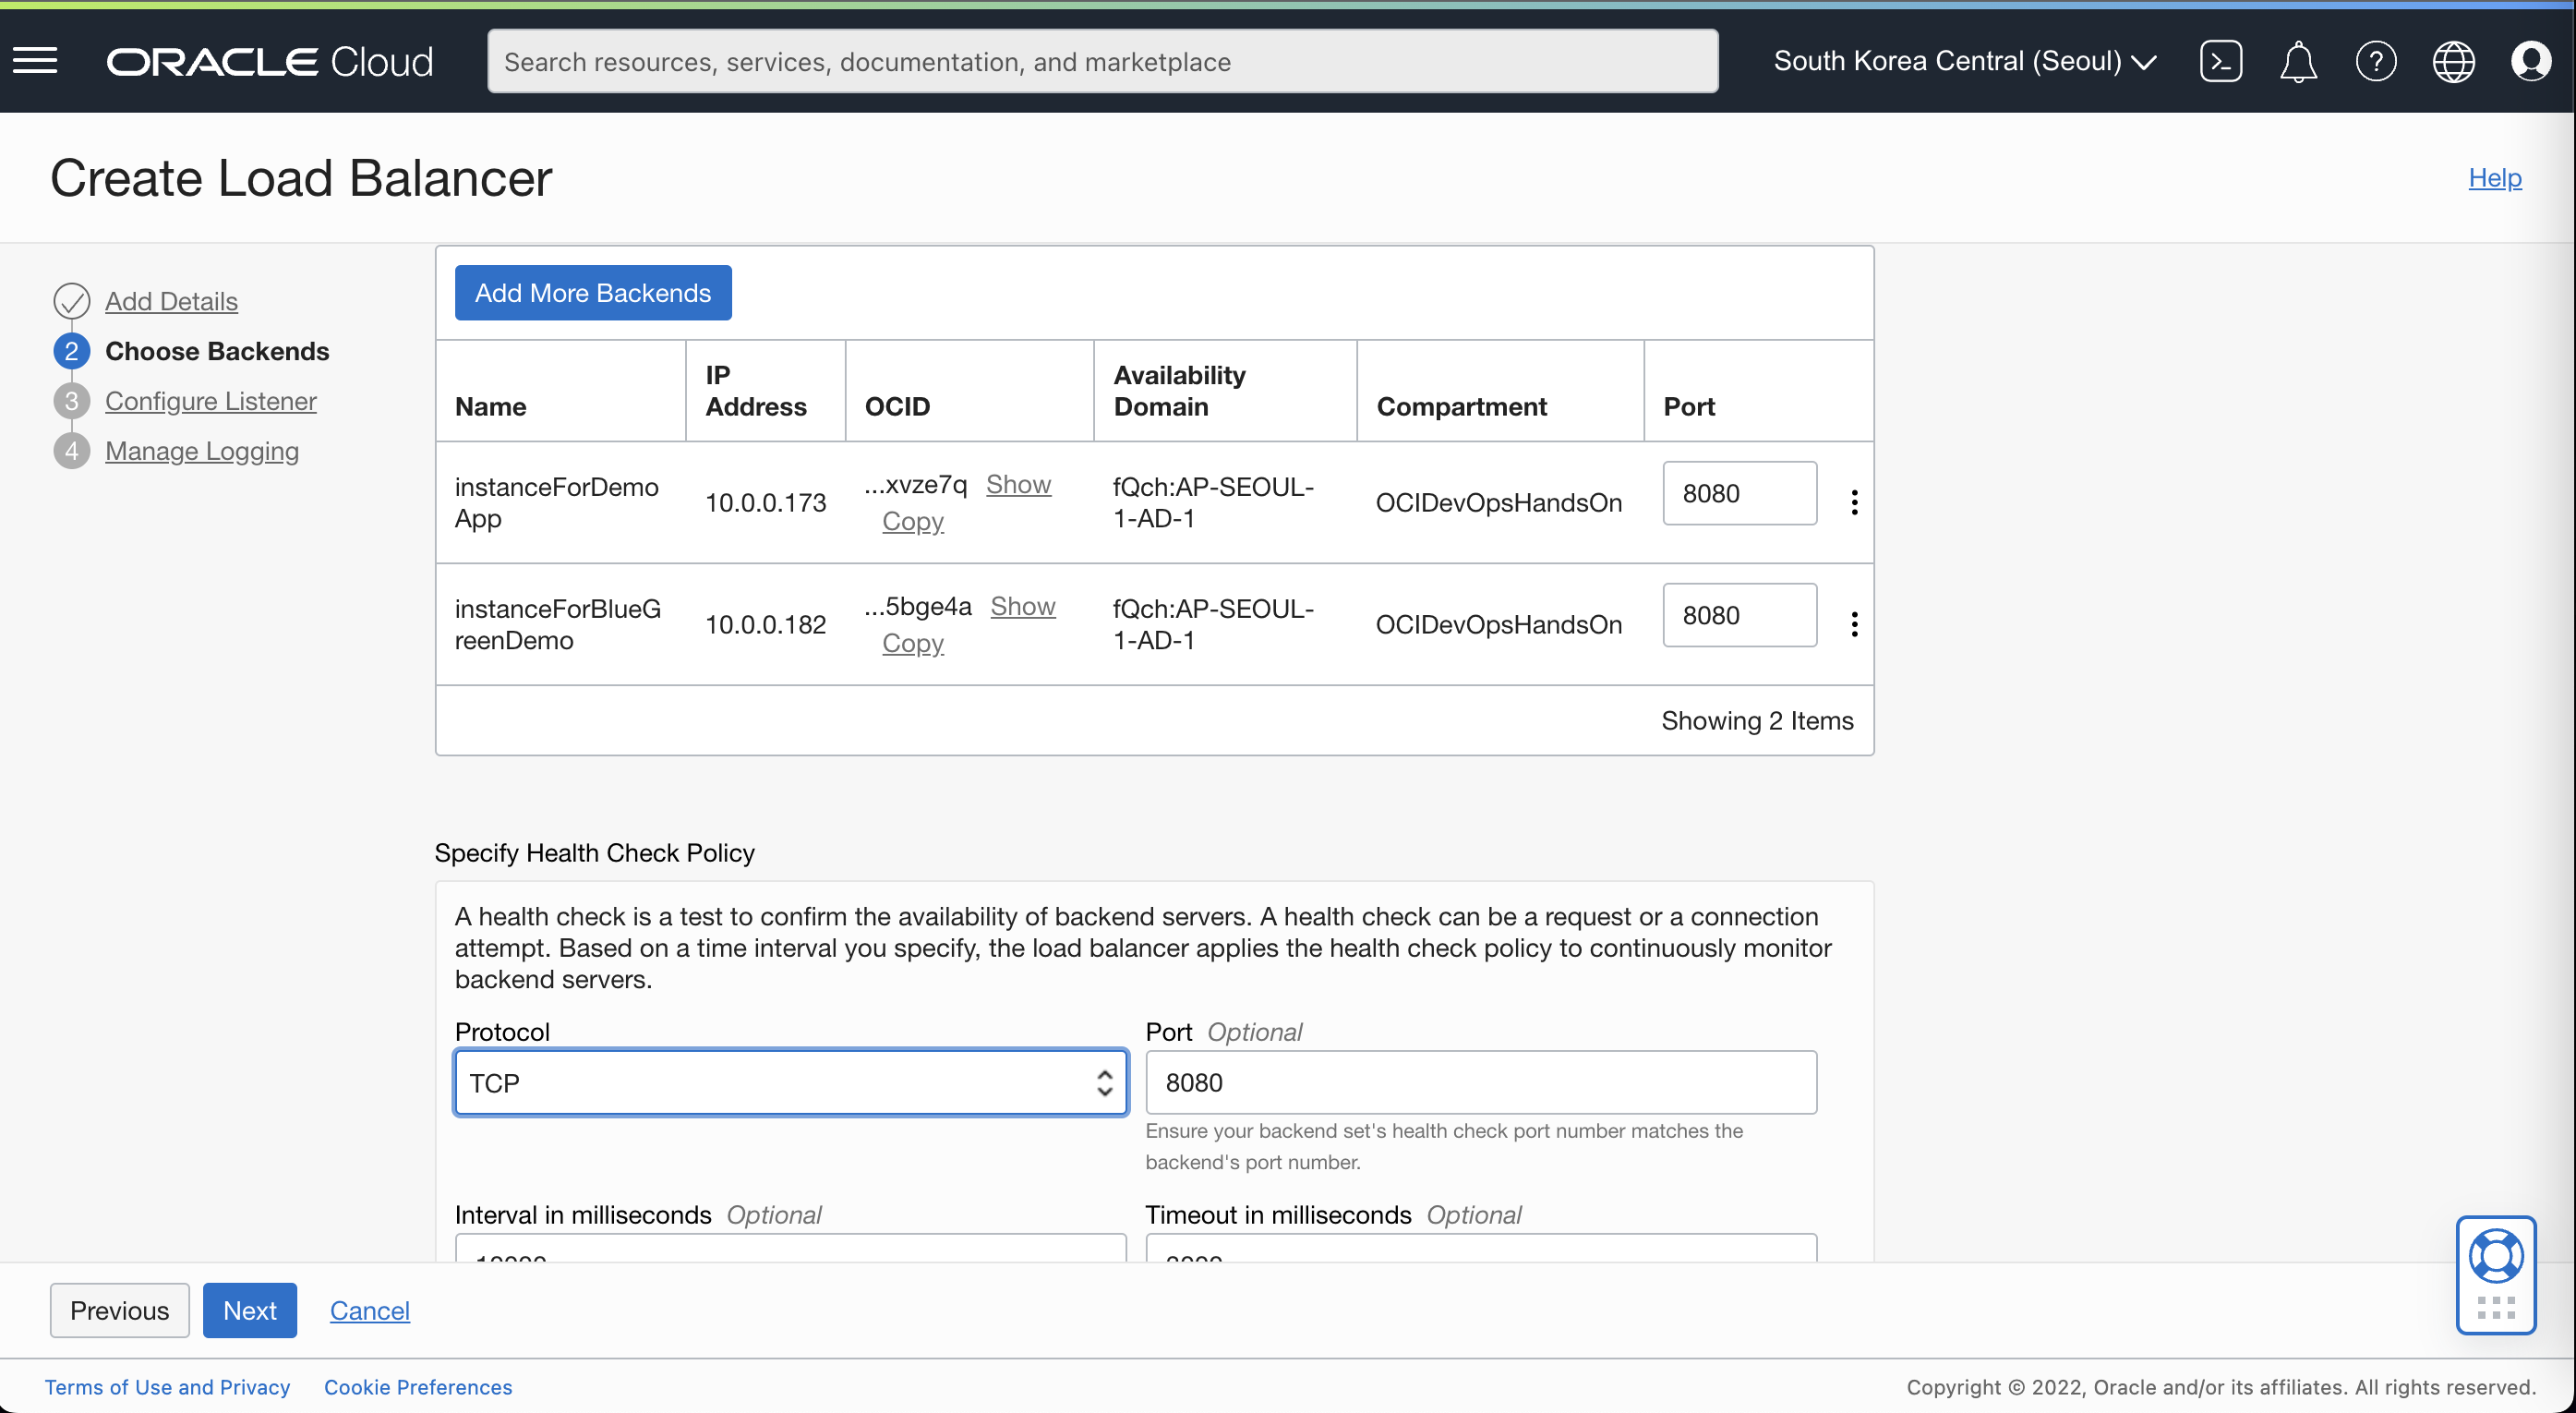 ORACLE Cloud
Search resources, services, documentation, and marketplace
South Korea Central (Seoul)
Create Load Balancer
Help
Add Details
2 Choose Backends
3 Configure Listener
4 Manage Logging
Add More Backends
Name IP Address OCID Availability Domain Compartment Port
instanceForDemo
App
10.0.0.173
...xvze7q Show
Copy
fQch:AP-SEOUL-
1-AD-1
OCIDevOpsHandsOn
8080
instanceForBlueG
reenDemo
10.0.0.182
...5bge4a Show
Copy
fQch:AP-SEOUL-
1-AD-1
OCIDevOpsHandsOn
8080
Showing 2 Items
Specify Health Check Policy
A health check is a test to confirm the availability of backend servers. A health check can be a request or a connection
attempt. Based on a time interval you specify, the load balancer applies the health check policy to continuously monitor
backend servers.
Protocol
TCP
Port Optional
8080
Ensure your backend set's health check port number matches the
backend's port number.
Interval in milliseconds Optional
Timeout in milliseconds Optional
Previous
Next
Cancel
Terms of Use and Privacy
Cookie Preferences
Copyright © 2022, Oracle and/or its affiliates. All rights reserved.